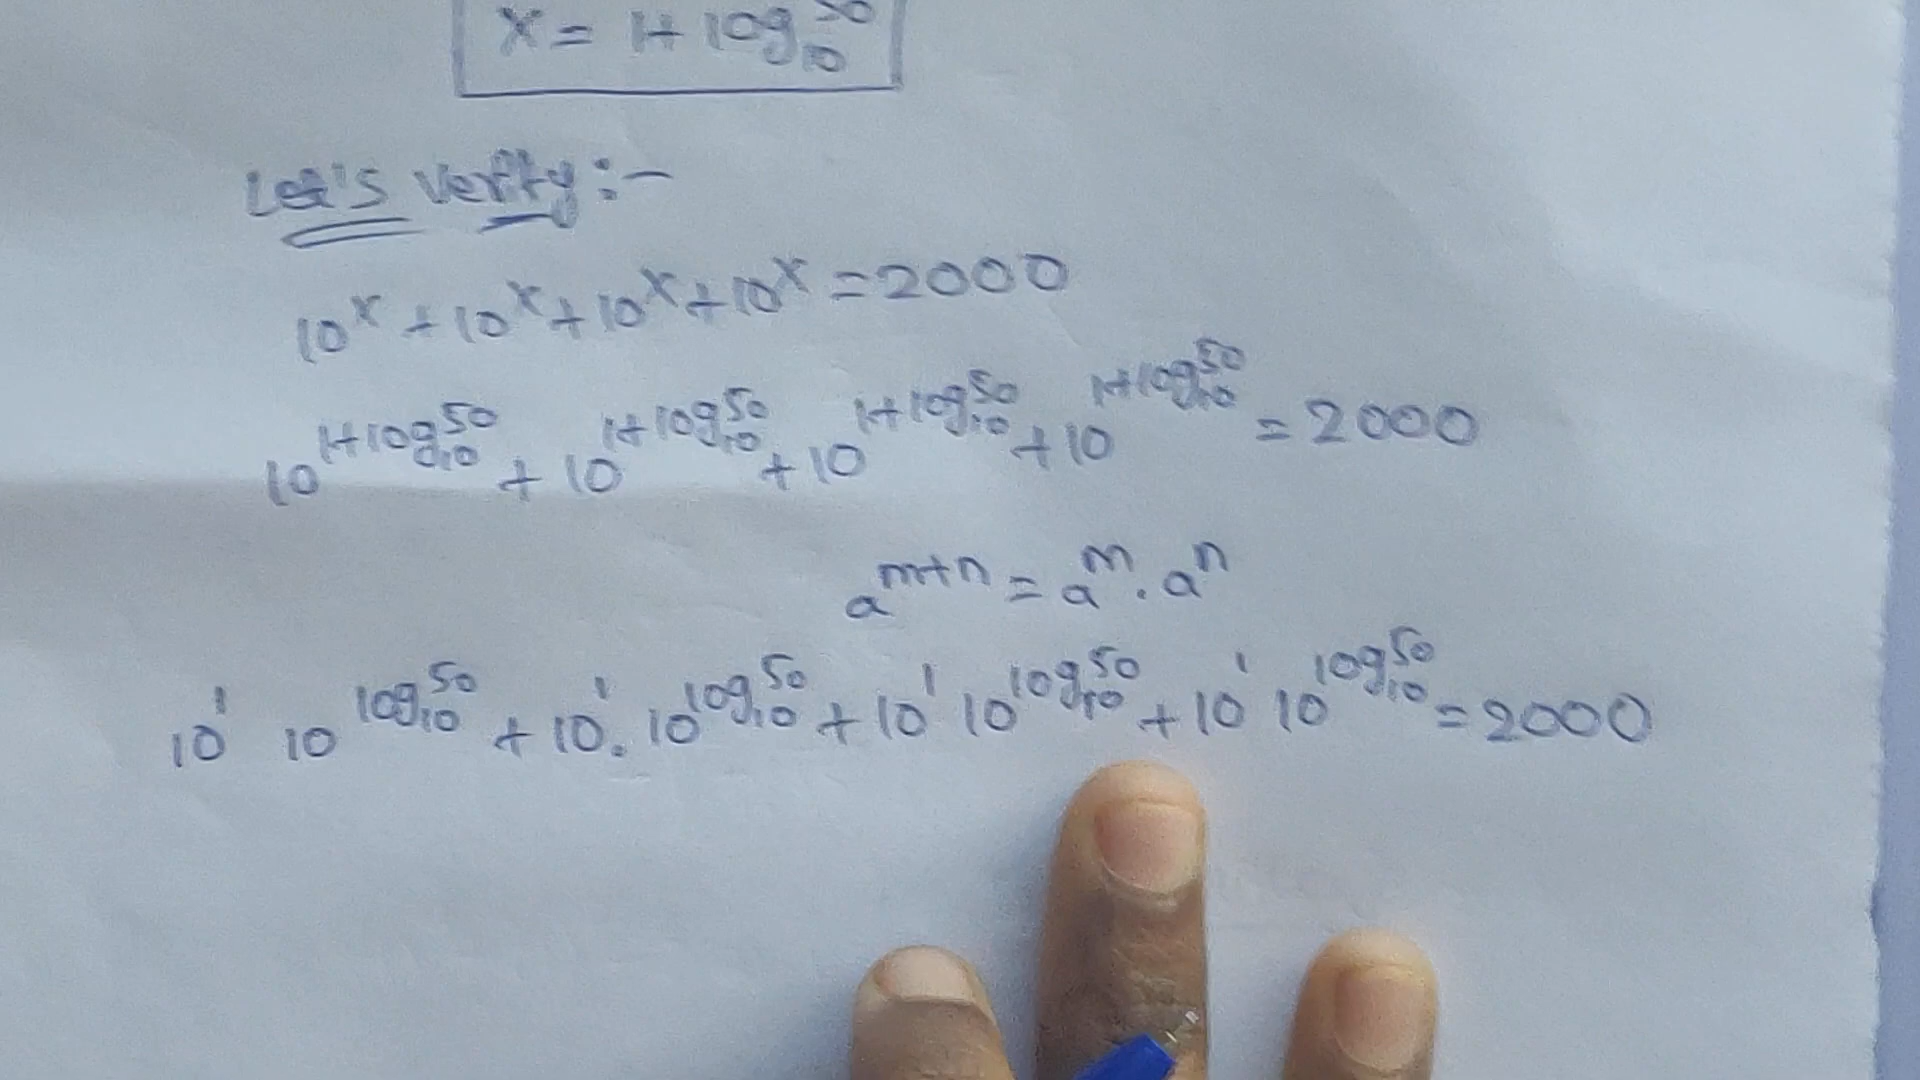 x = 1+ log₁₀⁵⁰
Let's Verify:-
10ˣ + 10ˣ + 10ˣ + 10ˣ = 2000
10^(1+log₁₀⁵⁰) + 10^(1+log₁₀⁵⁰) + 10^(1+log₁₀⁵⁰) + 10^(1+log₁₀⁵⁰) = 2000
a^(m+n) = a^m . a^n
10¹ 10^(log₁₀⁵⁰) + 10¹. 10^(log₁₀⁵⁰) + 10¹ 10^(log₁₀⁵⁰) + 10¹ 10^(log₁₀⁵⁰) = 2000